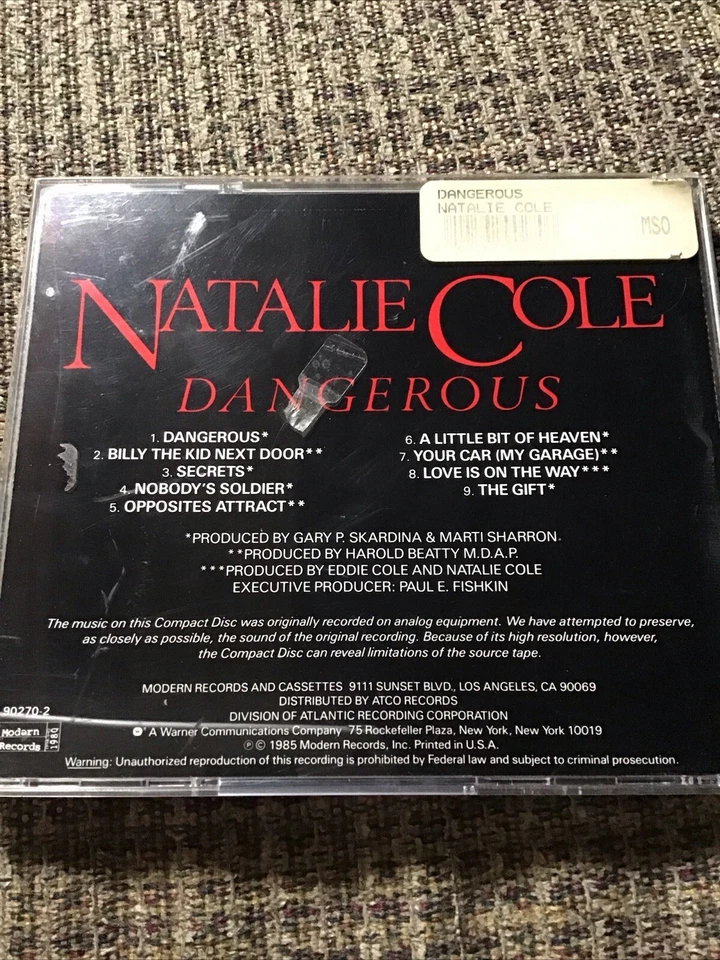 DANGEROUS
NATALIE COLE
MSO
NATALIE COLE
DANGEROUS
1. DANGEROUS*
2. BILLY THE KID NEXT DOOR**
3. SECRETS*
4. NOBODY'S SOLDIER*
5. OPPOSITES ATTRACT**
6. A LITTLE BIT OF HEAVEN*
7. YOUR CAR (MY GARAGE)**
8. LOVE IS ON THE WAY***
9. THE GIFT*
*PRODUCED BY GARY P. SKARDINA & MARTI SHARRON.
**PRODUCED BY HAROLD BEATTY M.D.A.P.
***PRODUCED BY EDDIE COLE AND NATALIE COLE
EXECUTIVE PRODUCER: PAUL E. FISHKIN
The music on this Compact Disc was originally recorded on analog equipment. We have attempted to preserve,
as closely as possible, the sound of the original recording. Because of its high resolution, however,
the Compact Disc can reveal limitations of the source tape.
MODERN RECORDS AND CASSETTES 9111 SUNSET BLVD., LOS ANGELES, CA 90069
DISTRIBUTED BY ATCO RECORDS
DIVISION OF ATLANTIC RECORDING CORPORATION
A Warner Communications Company 75 Rockefeller Plaza, New York, New York 10019
℗© 1985 Modern Records, Inc. Printed in U.S.A.
Warning: Unauthorized reproduction of this recording is prohibited by Federal law and subject to criminal prosecution.
90270-2
Modern
Records
1980